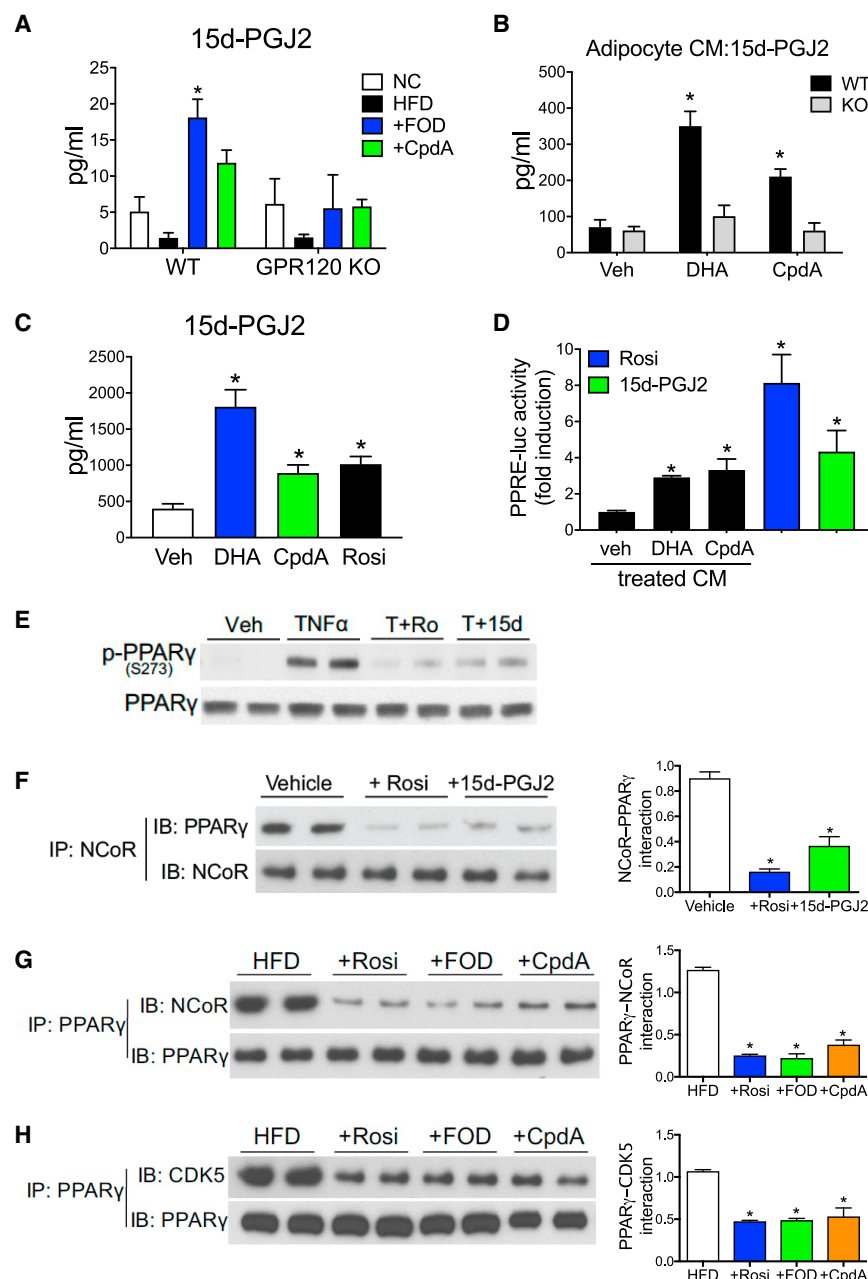 A
15d-PGJ2
pg/ml
25
20
15
10
5
0
*
NC
HFD
+FOD
+CpdA
WT
GPR120 KO
B
Adipocyte CM:15d-PGJ2
pg/ml
500
400
300
200
100
0
*
*
WT
KO
Veh
DHA
CpdA
C
15d-PGJ2
pg/ml
2500
2000
1500
1000
500
0
*
*
*
Veh
DHA
CpdA
Rosi
D
PPRE-luc activity
(fold induction)
10
8
6
4
2
0
Rosi
15d-PGJ2
*
*
*
*
veh
DHA
CpdA
treated CM
E
Veh
TNFα
T+Ro
T+15d
p-PPARγ
(S273)
PPARγ
F
Vehicle
+ Rosi
+15d-PGJ2
IP: NCoR
IB: PPARγ
IB: NCoR
NCoR–PPARγ
interaction
1.0
0.8
0.6
0.4
0.2
0.0
*
*
Vehicle
+Rosi
+15d-PGJ2
G
HFD
+Rosi
+FOD
+CpdA
IP: PPARγ
IB: NCoR
IB: PPARγ
PPARγ–NCoR
interaction
1.5
1.0
0.5
0.0
*
*
*
HFD
+Rosi
+FOD
+CpdA
H
HFD
+Rosi
+FOD
+CpdA
IP: PPARγ
IB: CDK5
IB: PPARγ
PPARγ–CDK5
interaction
1.5
1.0
0.5
0.0
*
*
*
HFD
+Rosi
+FOD
+CpdA